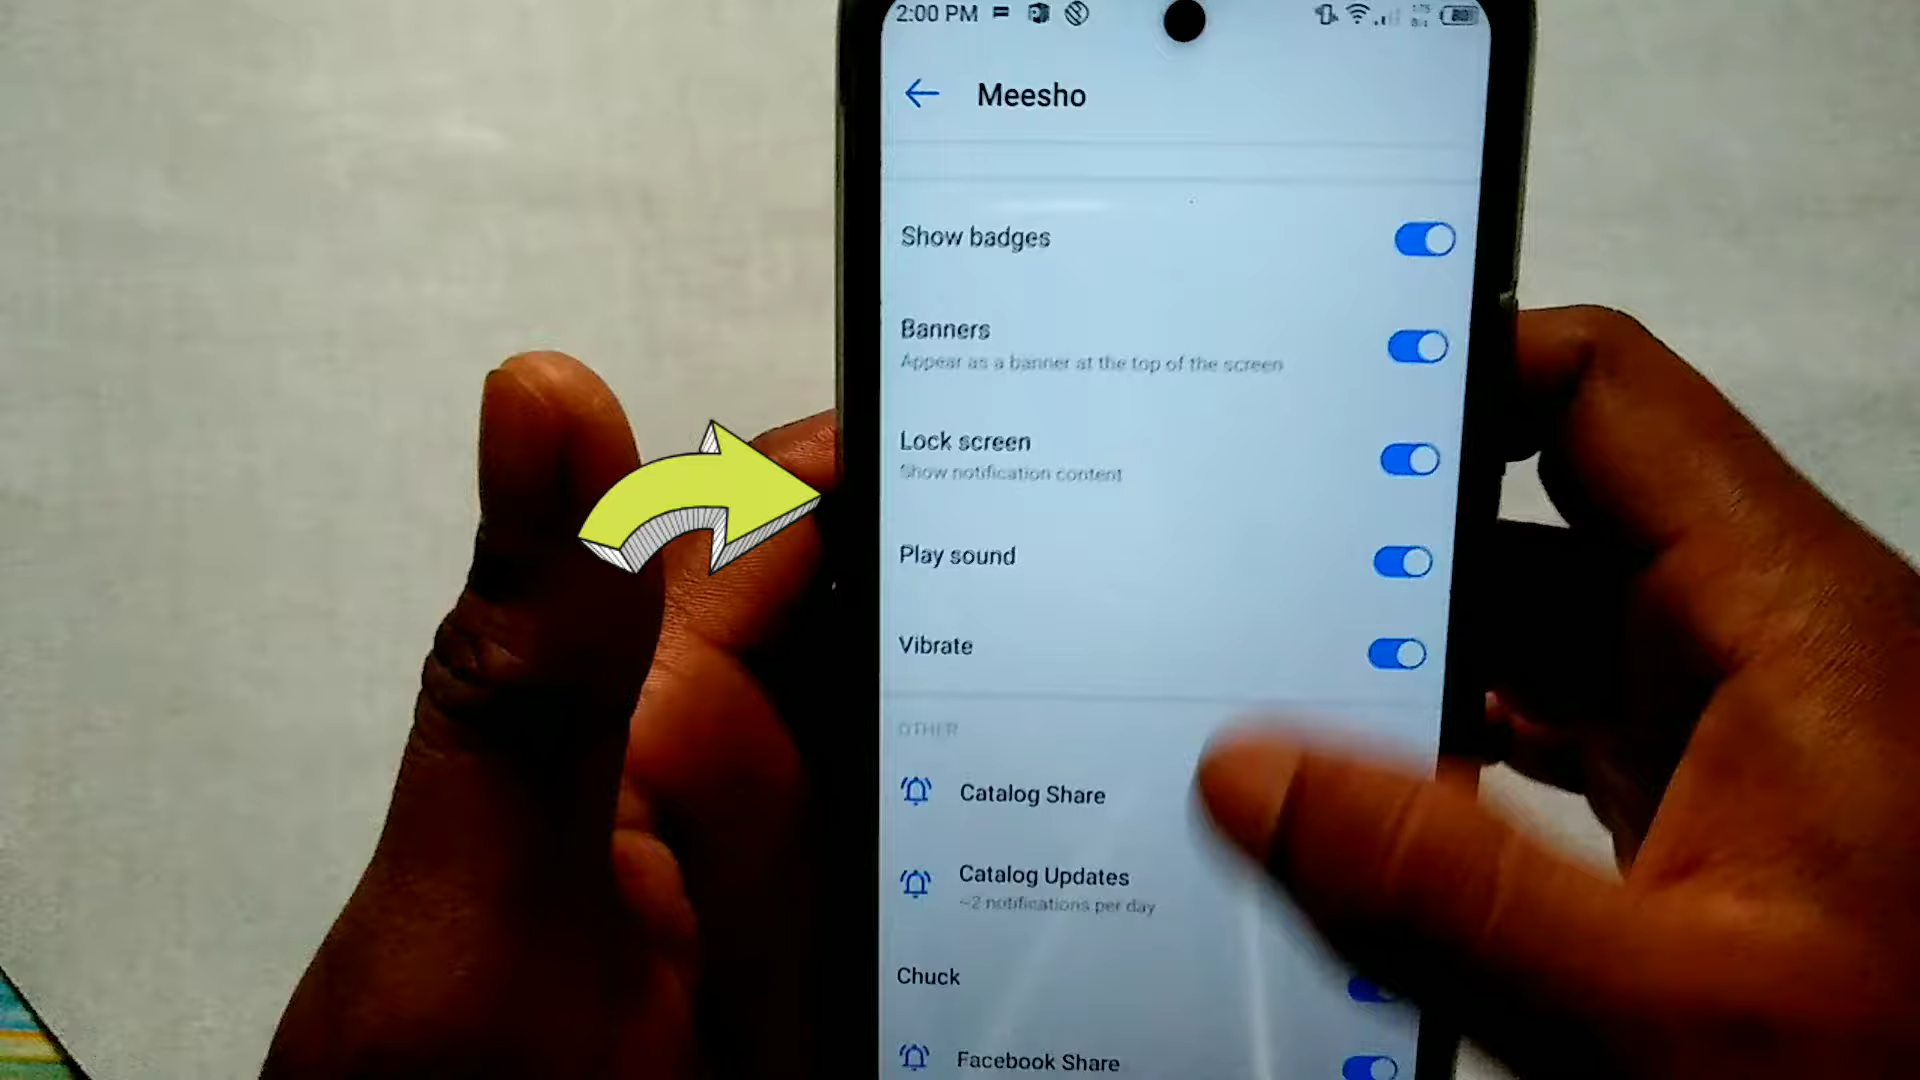 2:00 PM
Meesho
Show badges
Banners
Appear as a banner at the top of the screen
Lock screen
Show notification content
Play sound
Vibrate
OTHER
Catalog Share
Catalog Updates
~2 notifications per day
Chuck
Facebook Share